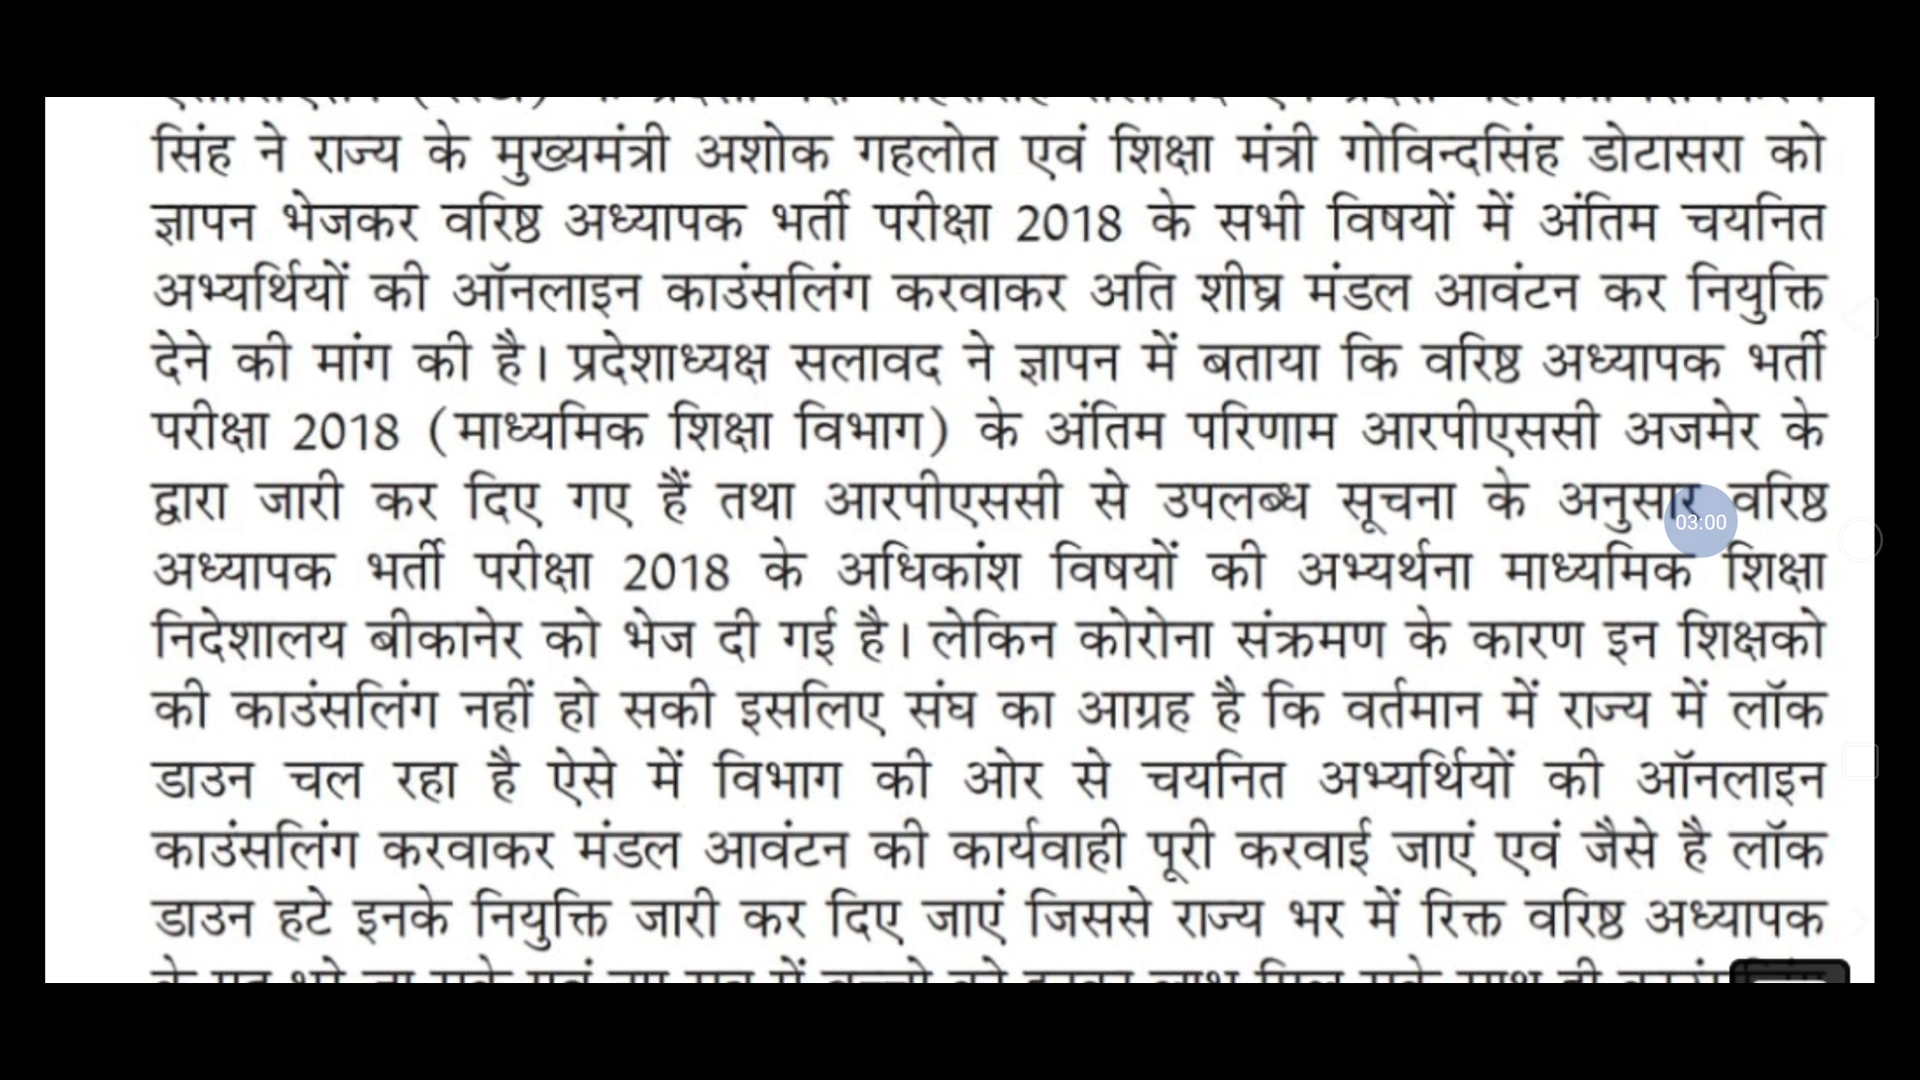 सिंह ने राज्य के मुख्यमंत्री अशोक गहलोत एवं शिक्षा मंत्री गोविन्दसिंह डोटासरा को
ज्ञापन भेजकर वरिष्ठ अध्यापक भर्ती परीक्षा 2018 के सभी विषयों में अंतिम चयनित
अभ्यर्थियों की ऑनलाइन काउंसलिंग करवाकर अति शीघ्र मंडल आवंटन कर नियुक्ति
देने की मांग की है। प्रदेशाध्यक्ष सलावद ने ज्ञापन में बताया कि वरिष्ठ अध्यापक भर्ती
परीक्षा 2018 (माध्यमिक शिक्षा विभाग) के अंतिम परिणाम आरपीएससी अजमेर के
द्वारा जारी कर दिए गए हैं तथा आरपीएससी से उपलब्ध सूचना के अनुसार वरिष्ठ
03:00
अध्यापक भर्ती परीक्षा 2018 के अधिकांश विषयों की अभ्यर्थना माध्यमिक शिक्षा
निदेशालय बीकानेर को भेज दी गई है। लेकिन कोरोना संक्रमण के कारण इन शिक्षको
की काउंसलिंग नहीं हो सकी इसलिए संघ का आग्रह है कि वर्तमान में राज्य में लॉक
डाउन चल रहा है ऐसे में विभाग की ओर से चयनित अभ्यर्थियों की ऑनलाइन
काउंसलिंग करवाकर मंडल आवंटन की कार्यवाही पूरी करवाई जाएं एवं जैसे है लॉक
डाउन हटे इनके नियुक्ति जारी कर दिए जाएं जिससे राज्य भर में रिक्त वरिष्ठ अध्यापक